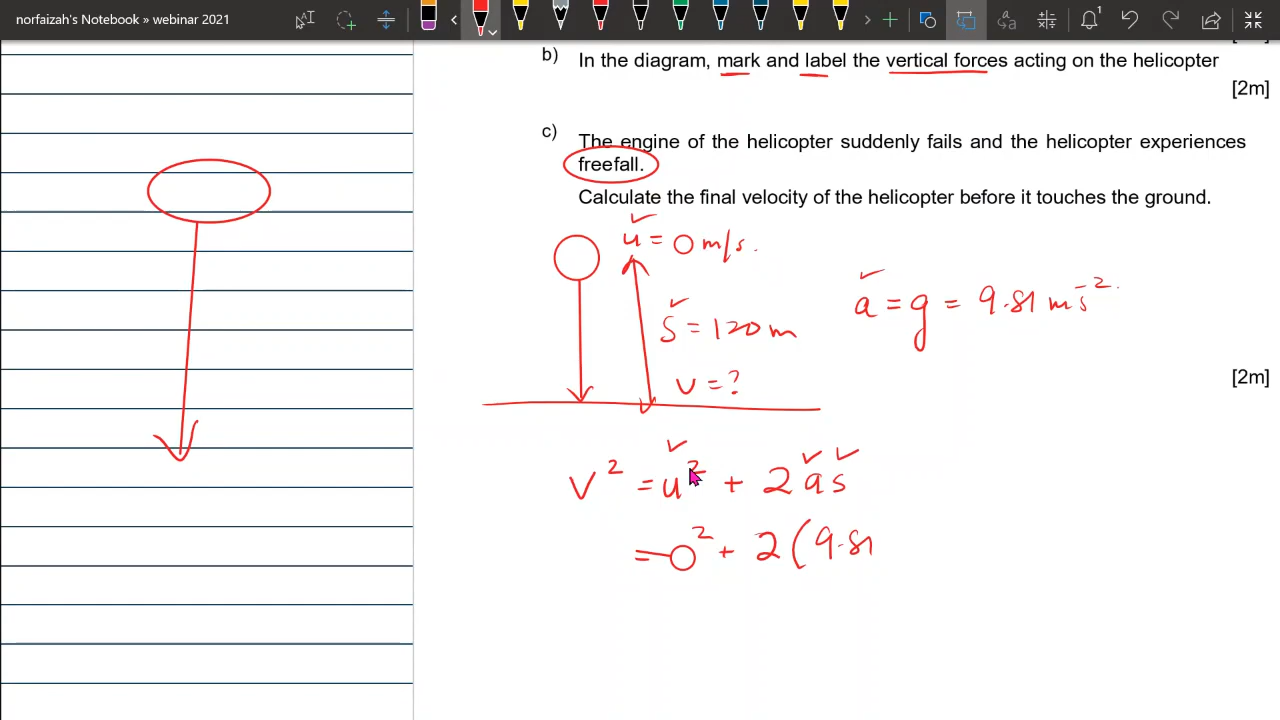 norfaizah's Notebook » webinar 2021
b) In the diagram, mark and label the vertical forces acting on the helicopter
[2m]
c) The engine of the helicopter suddenly fails and the helicopter experiences
freefall.
Calculate the final velocity of the helicopter before it touches the ground.
u = 0 m/s.
a = g = 9.81 ms⁻².
s = 120 m
v = ?
[2m]
v² = u² + 2as
= 0² + 2(9.81